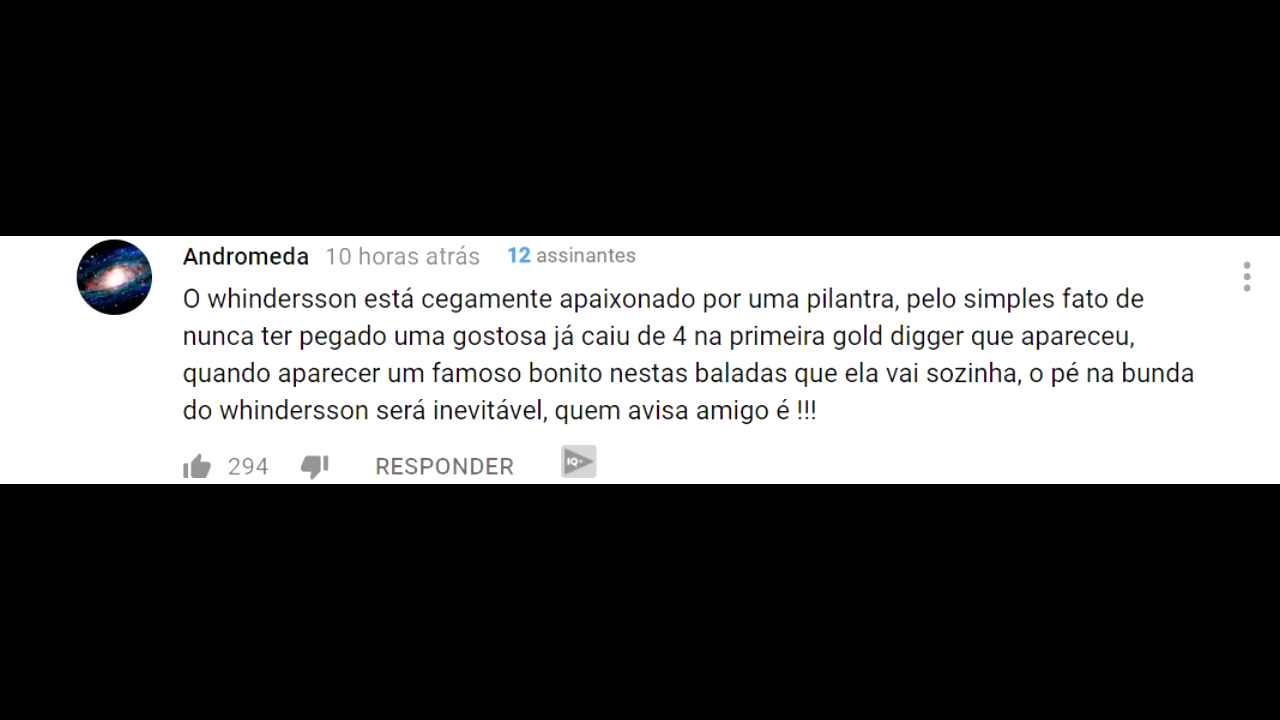 Andromeda 10 horas atrás 12 assinantes
O whindersson está cegamente apaixonado por uma pilantra, pelo simples fato de
nunca ter pegado uma gostosa já caiu de 4 na primeira gold digger que apareceu,
quando aparecer um famoso bonito nestas baladas que ela vai sozinha, o pé na bunda
do whindersson será inevitável, quem avisa amigo é !!!
294 RESPONDER IQ+